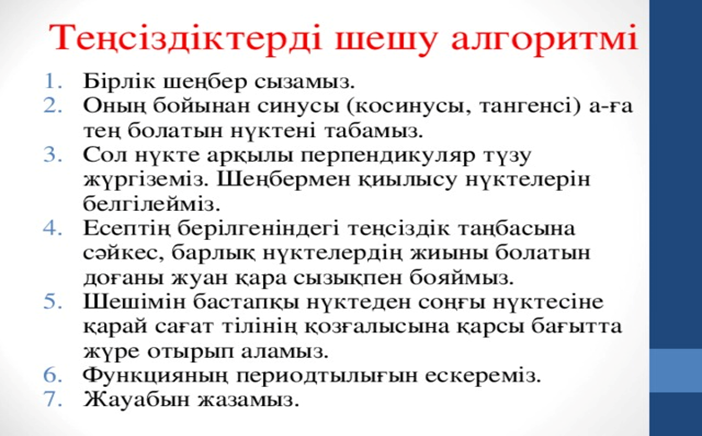 Теңсіздіктерді шешу алгоритмі
1. Бірлік шеңбер сызамыз.
2. Оның бойынан синусы (косинусы, тангенсі) а-ға
тең болатын нүктені табамыз.
3. Сол нүкте арқылы перпендикуляр түзу
жүргіземіз. Шеңбермен қиылысу нүктелерін
белгілейміз.
4. Есептің берілгеніндегі теңсіздік таңбасына
сәйкес, барлық нүктелердің жиыны болатын
доғаны жуан қара сызықпен бояймыз.
5. Шешімін бастапқы нүктеден соңғы нүктесіне
қарай сағат тілінің қозғалысына қарсы бағытта
жүре отырып аламыз.
6. Функцияның периодтылығын ескереміз.
7. Жауабын жазамыз.